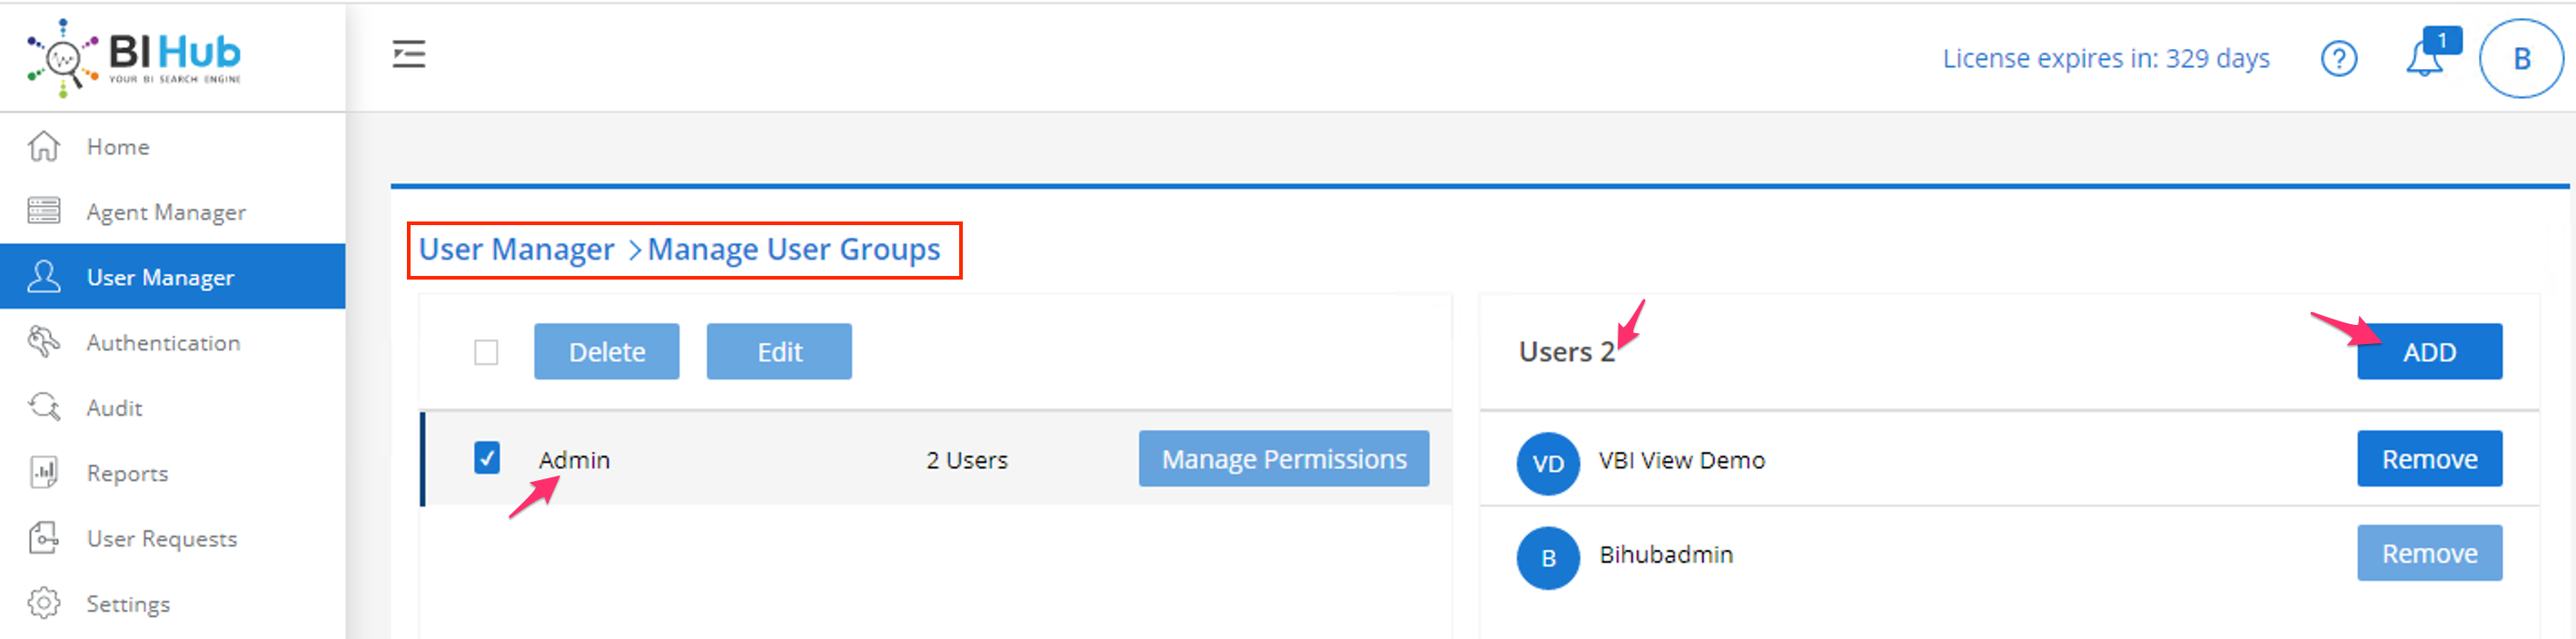 BI Hub
YOUR BI SEARCH ENGINE
License expires in: 329 days
?
1
B
Home
Agent Manager
User Manager
Authentication
Audit
Reports
User Requests
Settings
User Manager >Manage User Groups
Delete
Edit
Admin
2 Users
Manage Permissions
Users 2
ADD
VD
VBI View Demo
Remove
B
Bihubadmin
Remove